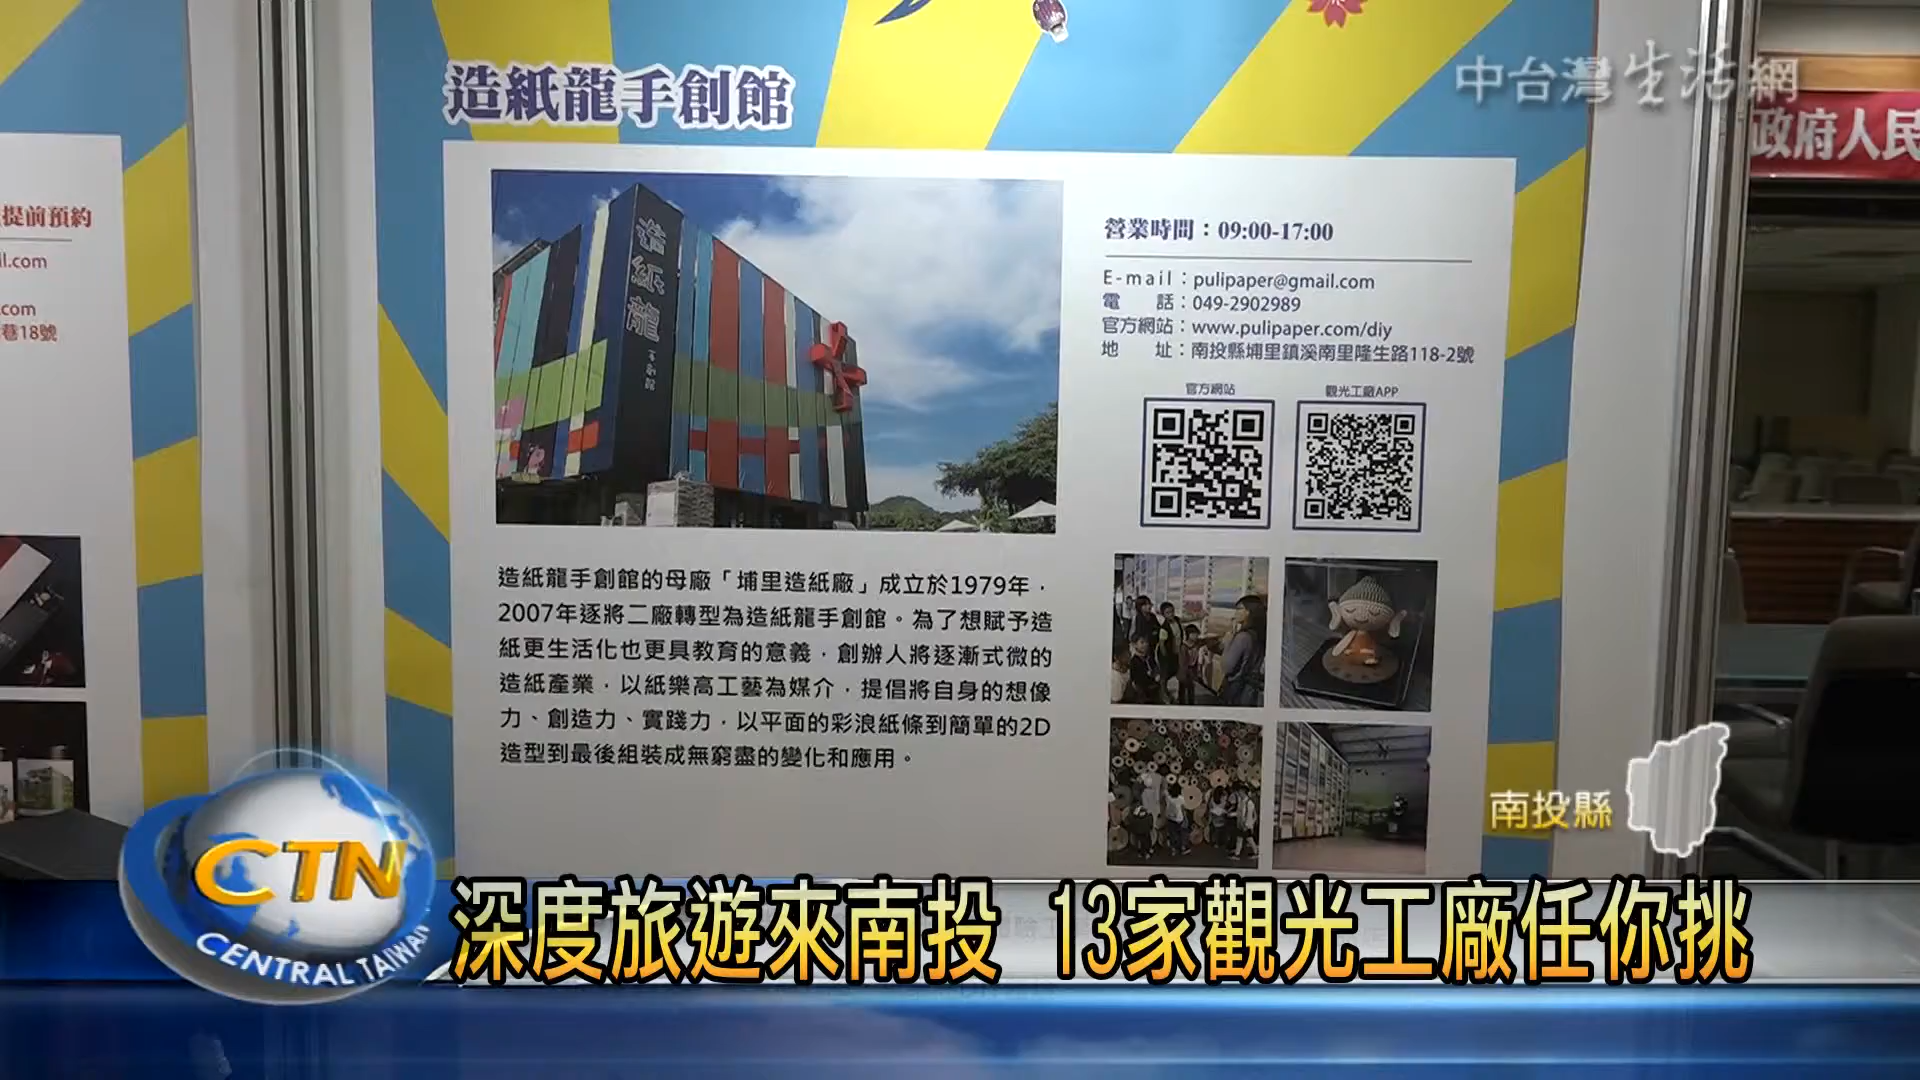 中台灣生活網
政府人民
造紙龍手創館
提前預約
l.com
.com
巷18號
造紙龍
手創館
營業時間：09:00-17:00
E-mail：pulipaper@gmail.com
電　　話：049-2902989
官方網站：www.pulipaper.com/diy
地　　址：南投縣埔里鎮溪南里隆生路118-2號
官方網站
觀光工廠APP
造紙龍手創館的母廠「埔里造紙廠」成立於1979年，
2007年逐將二廠轉型為造紙龍手創館。為了想賦予造
紙更生活化也更具教育的意義，創辦人將逐漸式微的
造紙產業，以紙樂高工藝為媒介，提倡將自身的想像
力、創造力、實踐力，以平面的彩浪紙條到簡單的2D
造型到最後組裝成無窮盡的變化和應用。
南投縣
CTN
CENTRAL TAIWAN
深度旅遊來南投 13家觀光工廠任你挑